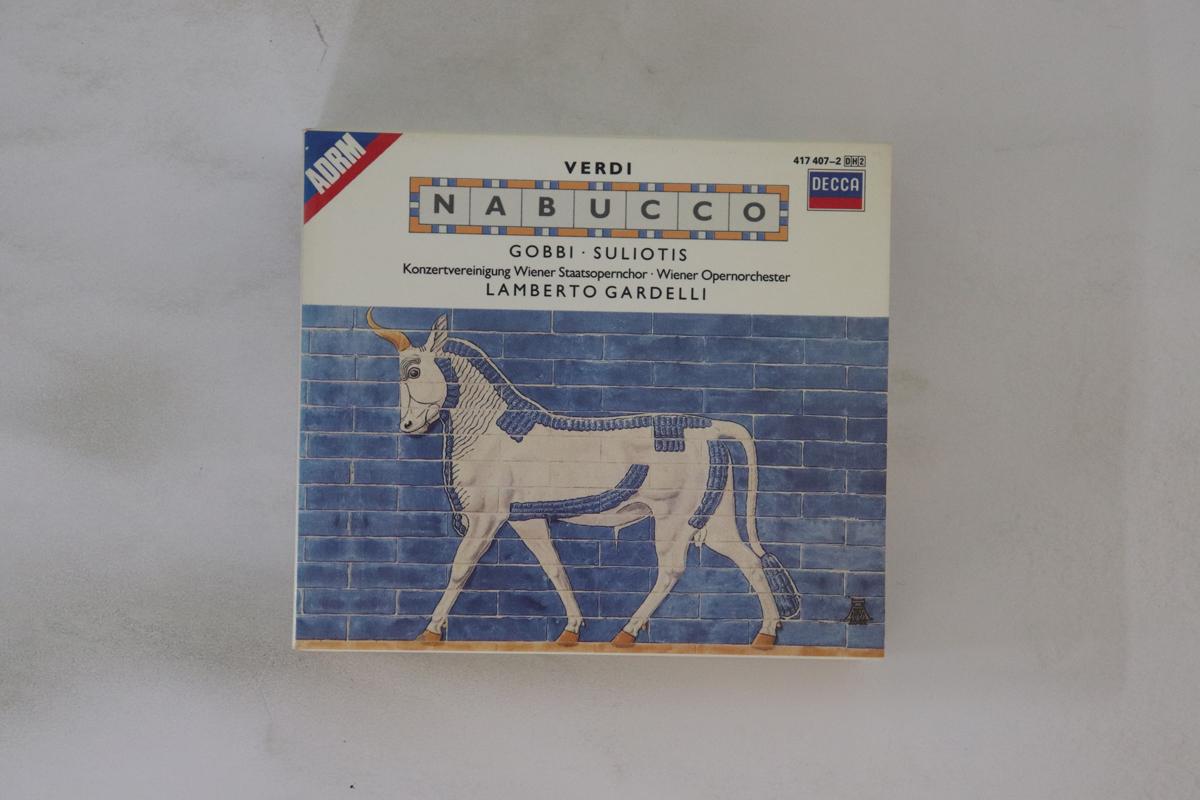 ADRM
VERDI
417 407–2 DH2
DECCA
NABUCCO
GOBBI · SULIOTIS
Konzertvereinigung Wiener Staatsopernchor · Wiener Opernorchester
LAMBERTO GARDELLI